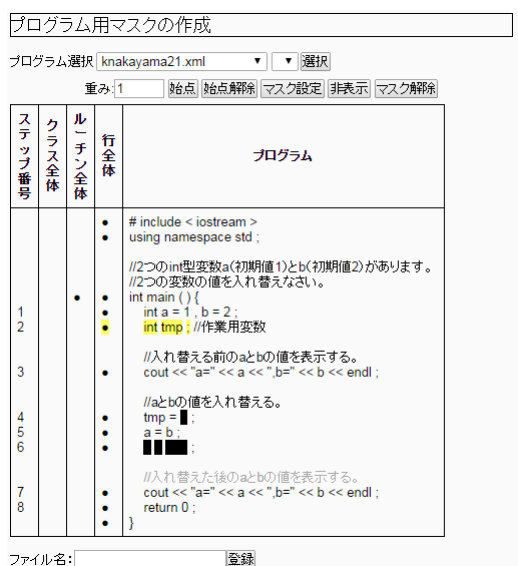 プログラム用マスクの作成
プログラム選択 knakayama21.xml 選択
重み:1 始点 始点解除 マスク設定 非表示 マスク解除
ステップ番号 クラス全体 ルーチン全体 行全体 プログラム
● # include < iostream >
● using namespace std ;
//2つのint型変数a(初期値1)とb(初期値2)があります。
//2つの変数の値を入れ替えなさい。
● ● int main ( ) {
1 ● int a = 1 , b = 2 ;
2 ● int tmp ; //作業用変数
//入れ替える前のaとbの値を表示する。
3 ● cout << "a=" << a << ",b=" << b << endl ;
//aとbの値を入れ替える。
4 ● tmp = ;
5 ● a = b ;
6 ● ;
//入れ替えた後のaとbの値を表示する。
7 ● cout << "a=" << a << ",b=" << b << endl ;
8 ● return 0 ;
● }
ファイル名: 登録